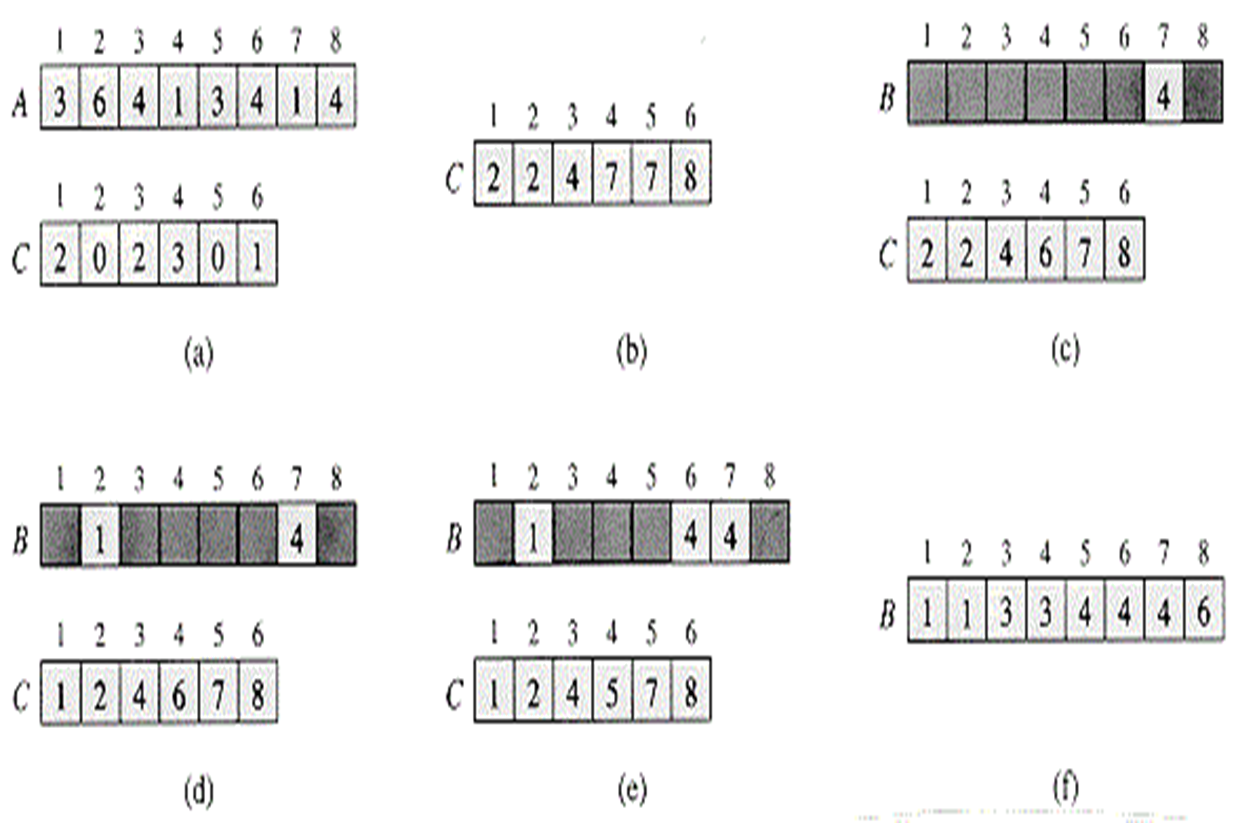 1 2 3 4 5 6 7 8
A 3 6 4 1 3 4 1 4
1 2 3 4 5 6
C 2 0 2 3 0 1
(a)
1 2 3 4 5 6
C 2 2 4 7 7 8
(b)
1 2 3 4 5 6 7 8
B 4
1 2 3 4 5 6
C 2 2 4 6 7 8
(c)
1 2 3 4 5 6 7 8
B 1 4
1 2 3 4 5 6
C 1 2 4 6 7 8
(d)
1 2 3 4 5 6 7 8
B 1 4 4
1 2 3 4 5 6
C 1 2 4 5 7 8
(e)
1 2 3 4 5 6 7 8
B 1 1 3 3 4 4 4 6
(f)